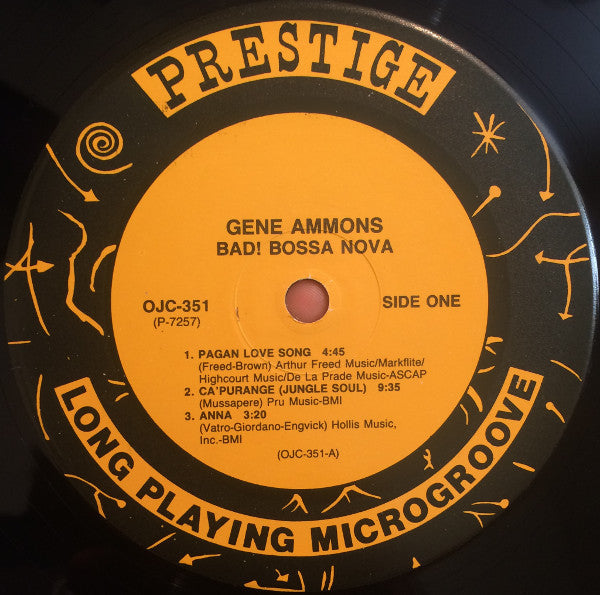 PRESTIGE
GENE AMMONS
BAD! BOSSA NOVA
OJC-351
(P-7257)
SIDE ONE
1. PAGAN LOVE SONG 4:45
(Freed-Brown) Arthur Freed Music/Markflite/
Highcourt Music/De La Prade Music-ASCAP
2. CA'PURANGE (JUNGLE SOUL) 9:35
(Mussapere) Pru Music-BMI
3. ANNA 3:20
(Vatro-Giordano-Engvick) Hollis Music,
Inc.-BMI
(OJC-351-A)
LONG PLAYING MICROGROOVE